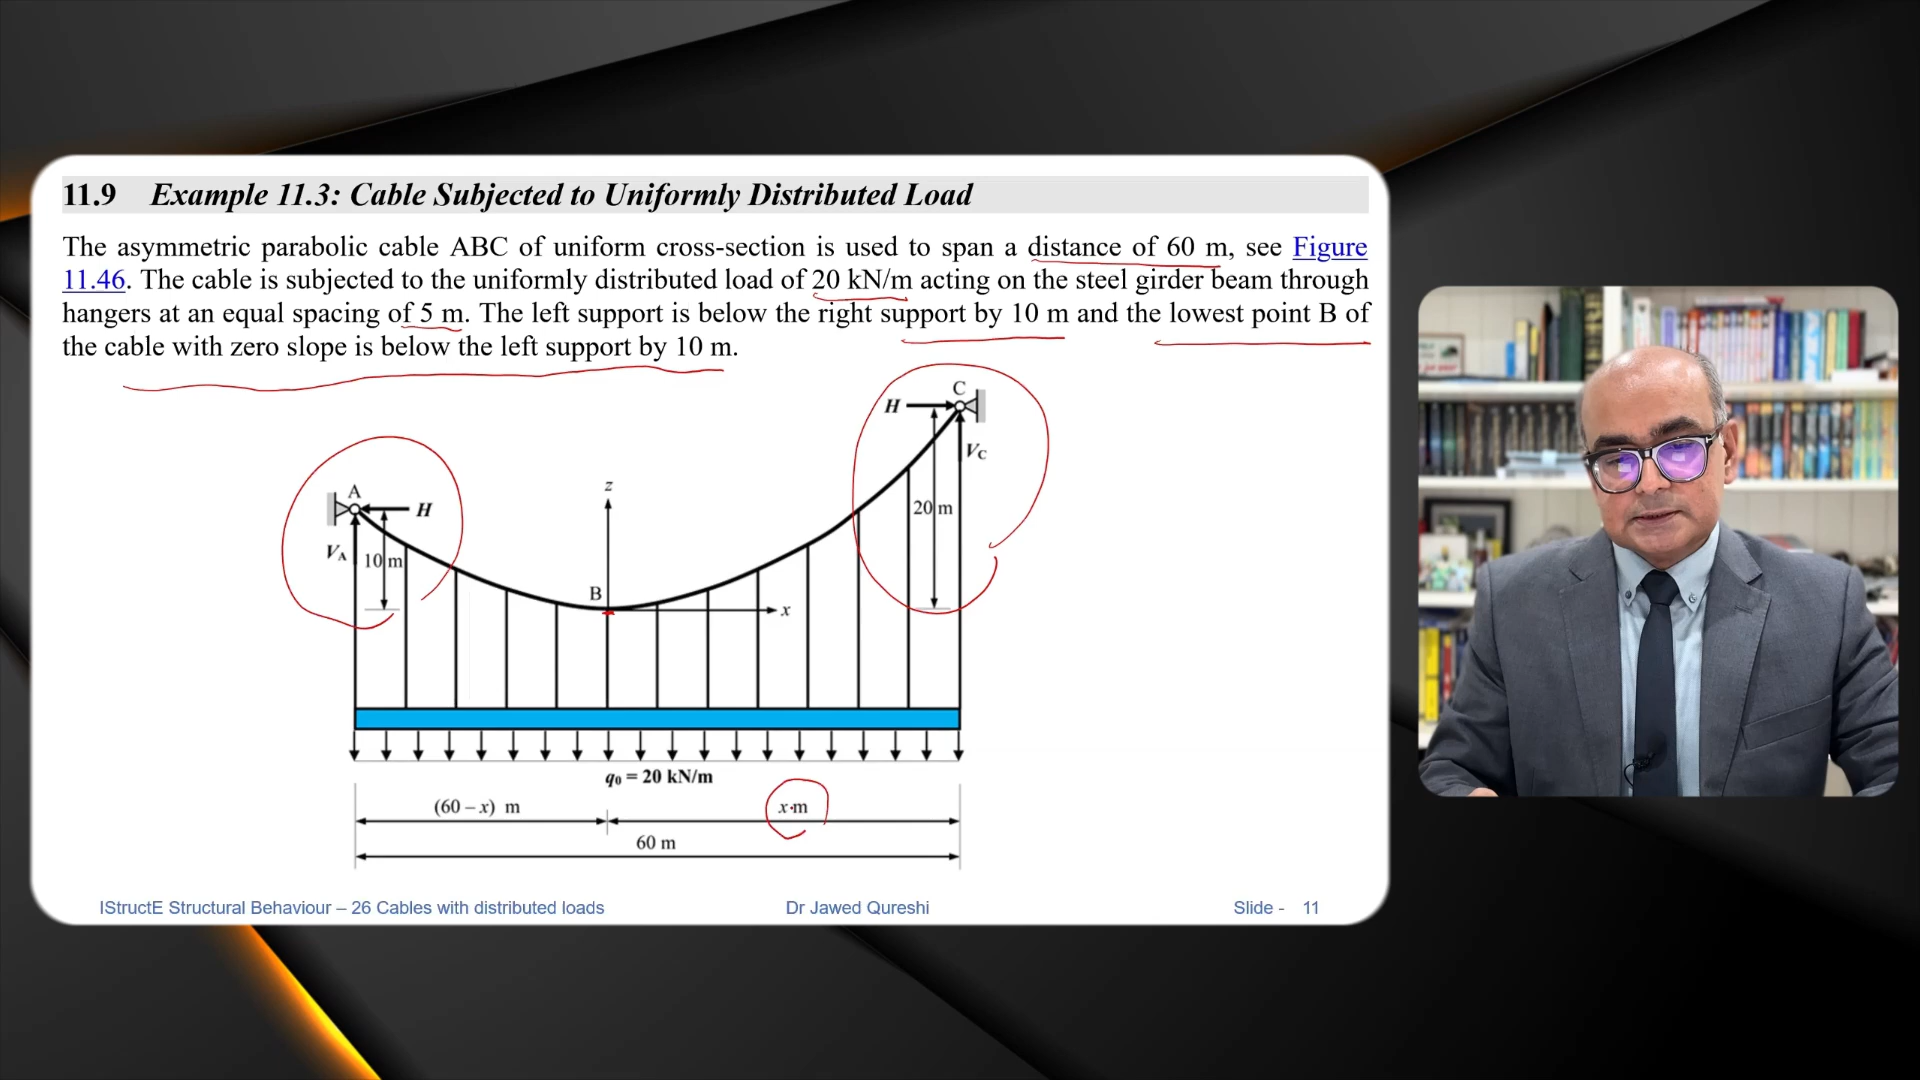 11.9 Example 11.3: Cable Subjected to Uniformly Distributed Load
The asymmetric parabolic cable ABC of uniform cross-section is used to span a distance of 60 m, see Figure
11.46. The cable is subjected to the uniformly distributed load of 20 kN/m acting on the steel girder beam through
hangers at an equal spacing of 5 m. The left support is below the right support by 10 m and the lowest point B of
the cable with zero slope is below the left support by 10 m.
C
H
V_C
A
H
z
20 m
V_A
10 m
B
x
q₀ = 20 kN/m
(60 – x) m
x m
60 m
IStructE Structural Behaviour – 26 Cables with distributed loads
Dr Jawed Qureshi
Slide - 11